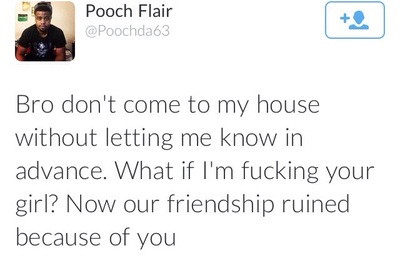 Pooch Flair
@Poochda63
Bro don't come to my house
without letting me know in
advance. What if I'm fucking your
girl? Now our friendship ruined
because of you